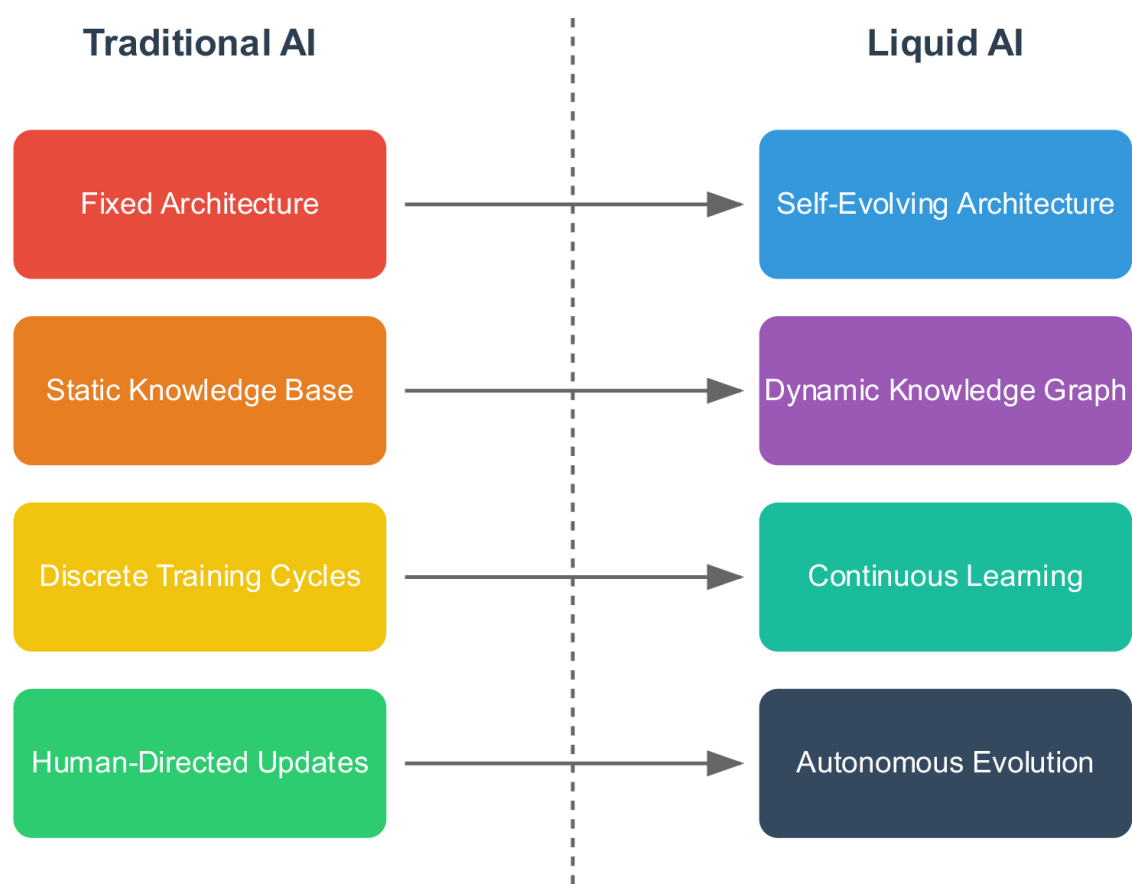 Traditional AI
Liquid AI
Fixed Architecture
Self-Evolving Architecture
Static Knowledge Base
Dynamic Knowledge Graph
Discrete Training Cycles
Continuous Learning
Human-Directed Updates
Autonomous Evolution